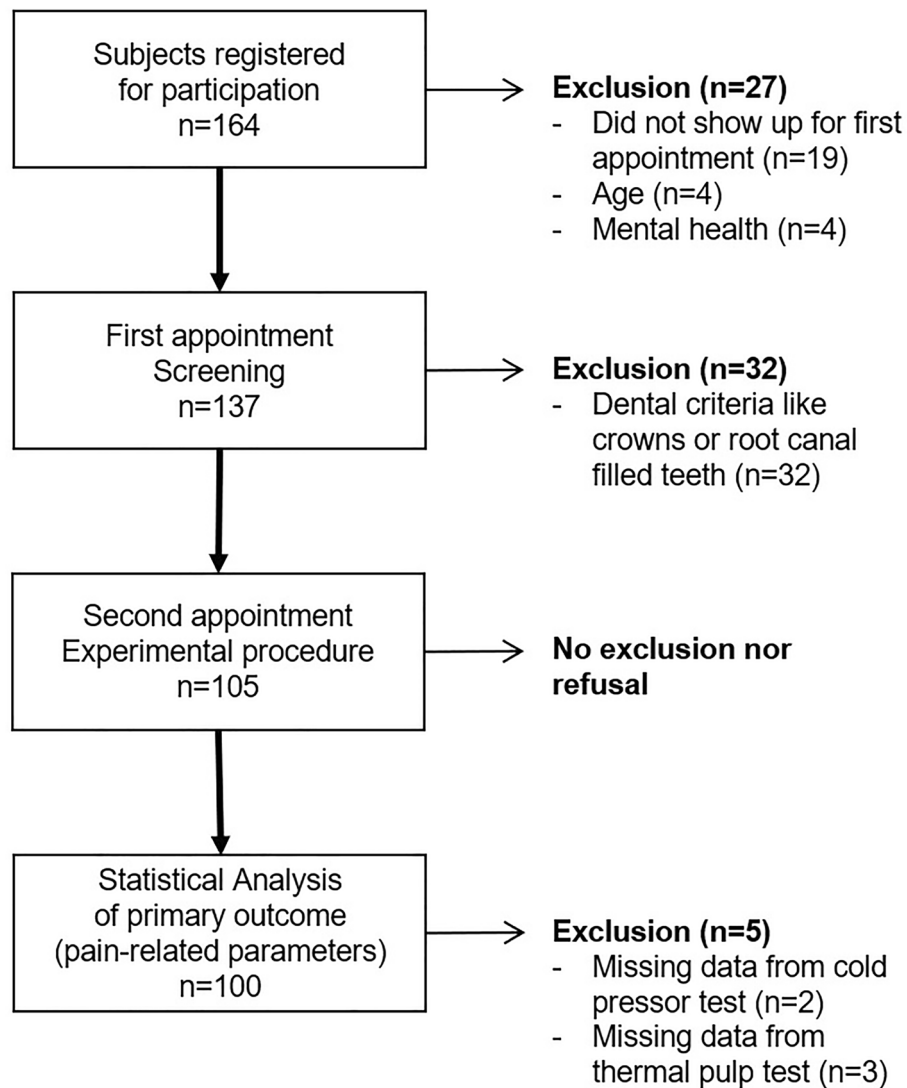 Subjects registered
for participation
n=164
Exclusion (n=27)
- Did not show up for first
appointment (n=19)
- Age (n=4)
- Mental health (n=4)
First appointment
Screening
n=137
Exclusion (n=32)
- Dental criteria like
crowns or root canal
filled teeth (n=32)
Second appointment
Experimental procedure
n=105
No exclusion nor
refusal
Statistical Analysis
of primary outcome
(pain-related parameters)
n=100
Exclusion (n=5)
- Missing data from cold
pressor test (n=2)
- Missing data from
thermal pulp test (n=3)